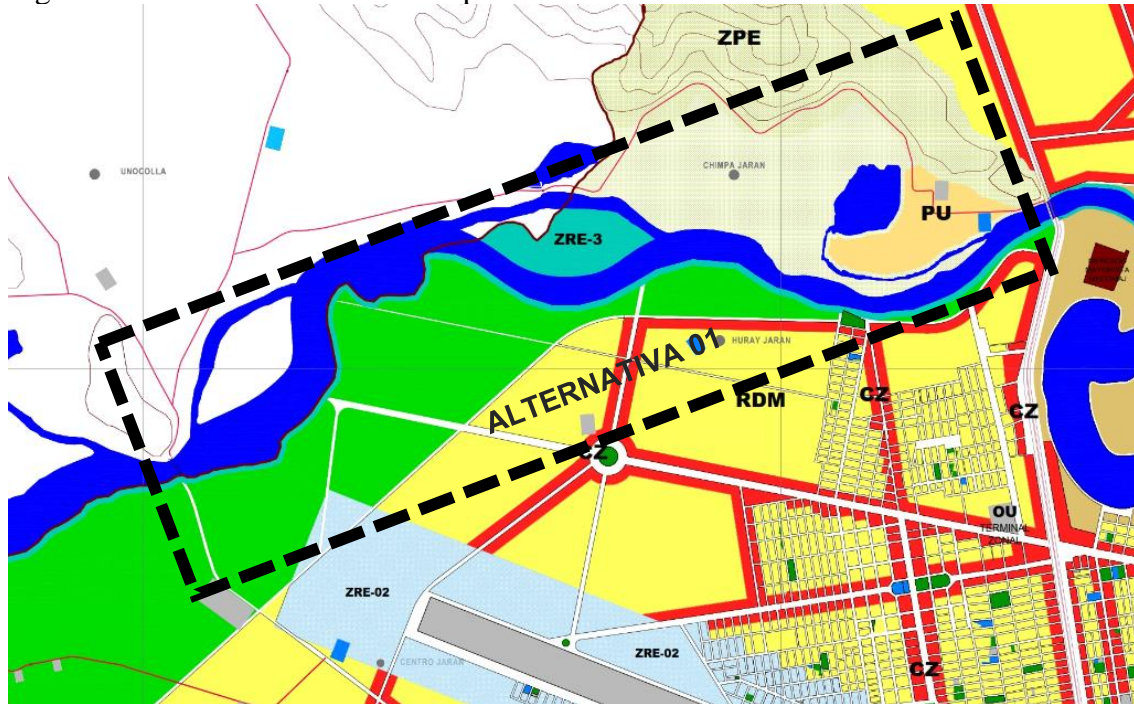 ZPE
UNOCOLLA
CHIMPA JARAN
PU
ZRE-3
HURAY JARAN
ALTERNATIVA 01
RDM
CZ
CZ
CZ
OU
TERMINAL
ZONAL
ZRE-02
ZRE-02
CENTRO JARAN
CZ